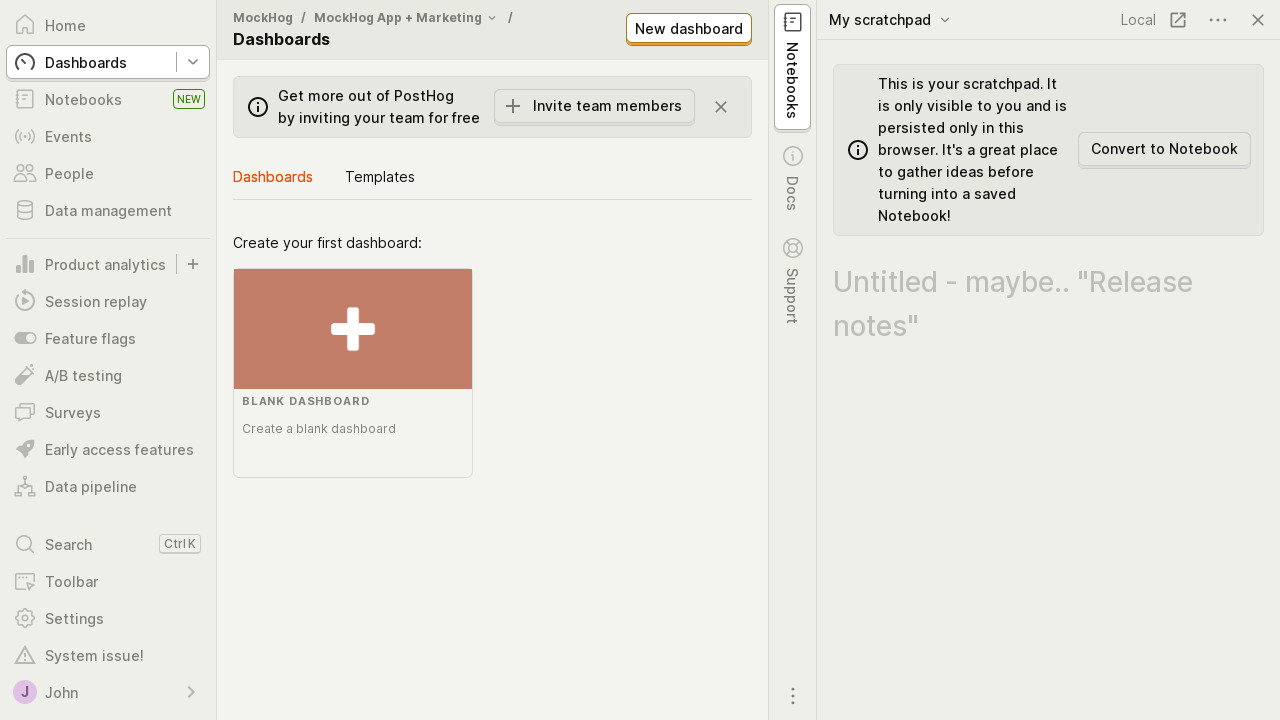 Home
Dashboards
Notebooks NEW
Events
People
Data management
Product analytics
Session replay
Feature flags
A/B testing
Surveys
Early access features
Data pipeline
Search Ctrl K
Toolbar
Settings
System issue!
J John
MockHog / MockHog App + Marketing /
Dashboards
New dashboard
Get more out of PostHog
by inviting your team for free
Invite team members
Dashboards Templates
Create your first dashboard:
BLANK DASHBOARD
Create a blank dashboard
Notebooks
Docs
Support
My scratchpad Local
This is your scratchpad. It
is only visible to you and is
persisted only in this
browser. It's a great place
to gather ideas before
turning into a saved
Notebook!
Convert to Notebook
Untitled - maybe.. "Release
notes"